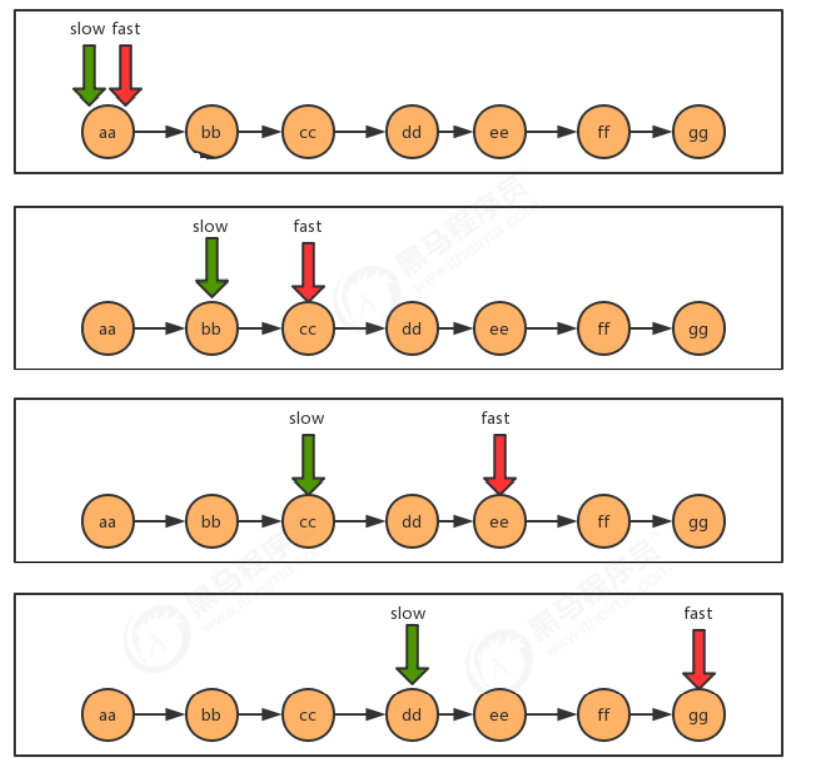 slow fast
aa bb cc dd ee ff gg
slow fast
黑马程序员
www.itheima.com
aa bb cc dd ee ff gg
slow fast
aa bb cc dd ee ff gg
黑马程序员
www.itheima.com
黑马程序员
www.itheima.com
slow fast
aa bb cc dd ee ff gg